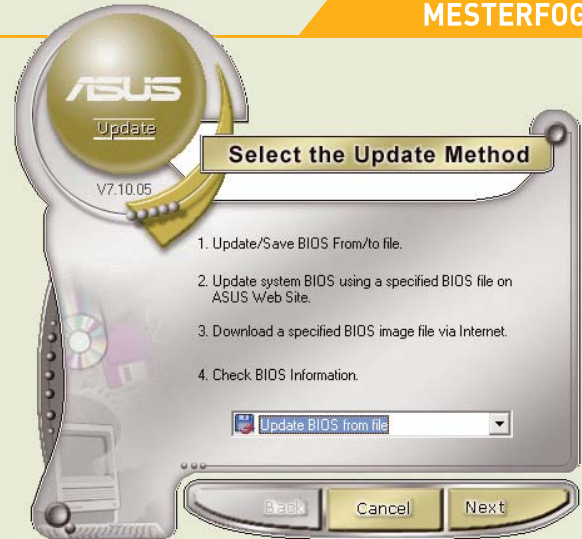 MESTERFOG
ASUS
Update
V7.10.05
Select the Update Method
1. Update/Save BIOS From/to file.
2. Update system BIOS using a specified BIOS file on
ASUS Web Site.
3. Download a specified BIOS image file via Internet.
4. Check BIOS Information.
Update BIOS from file
Back
Cancel
Next